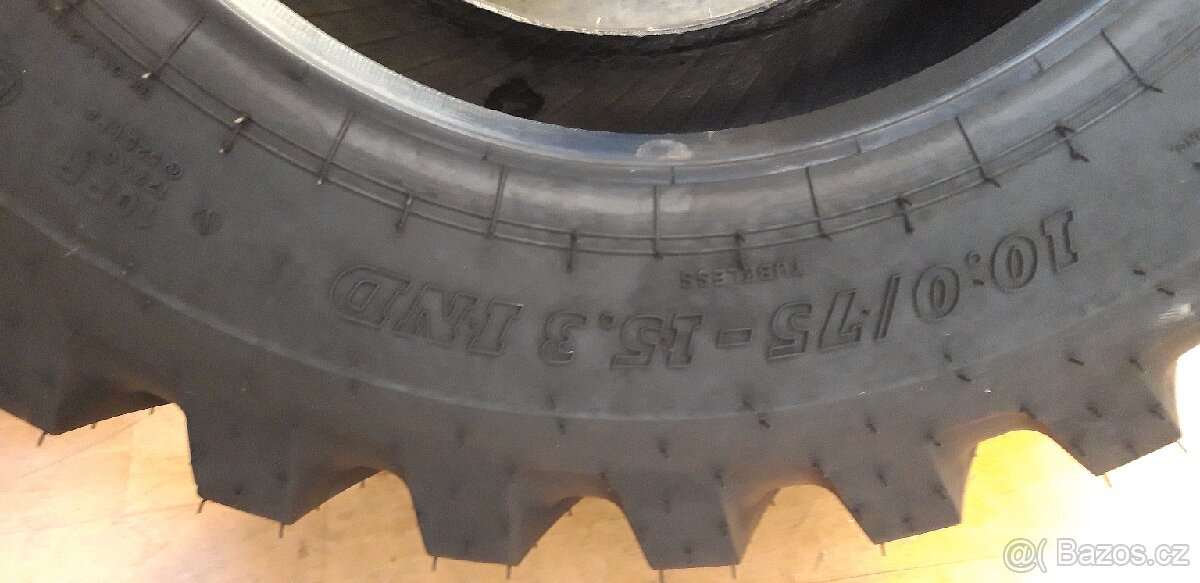 10.0/75-15.3 IND
TUBELESS
@( Bazos.cz